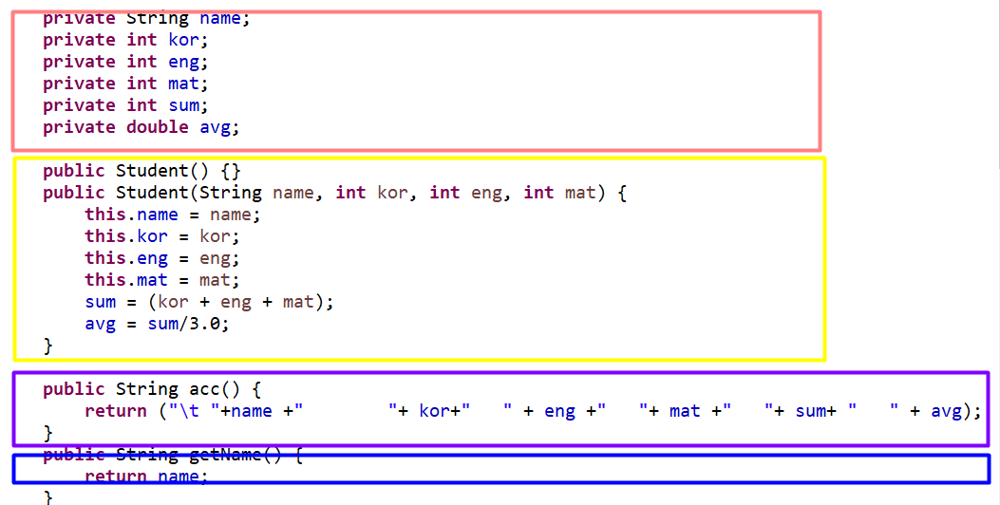 private String name;
private int kor;
private int eng;
private int mat;
private int sum;
private double avg;
public Student() {}
public Student(String name, int kor, int eng, int mat) {
this.name = name;
this.kor = kor;
this.eng = eng;
this.mat = mat;
sum = (kor + eng + mat);
avg = sum/3.0;
}
public String acc() {
return ("\t "+name +"        "+ kor+"   " + eng +"   "+ mat +"   "+ sum+ "   " + avg);
}
public String getName() {
return name;
}